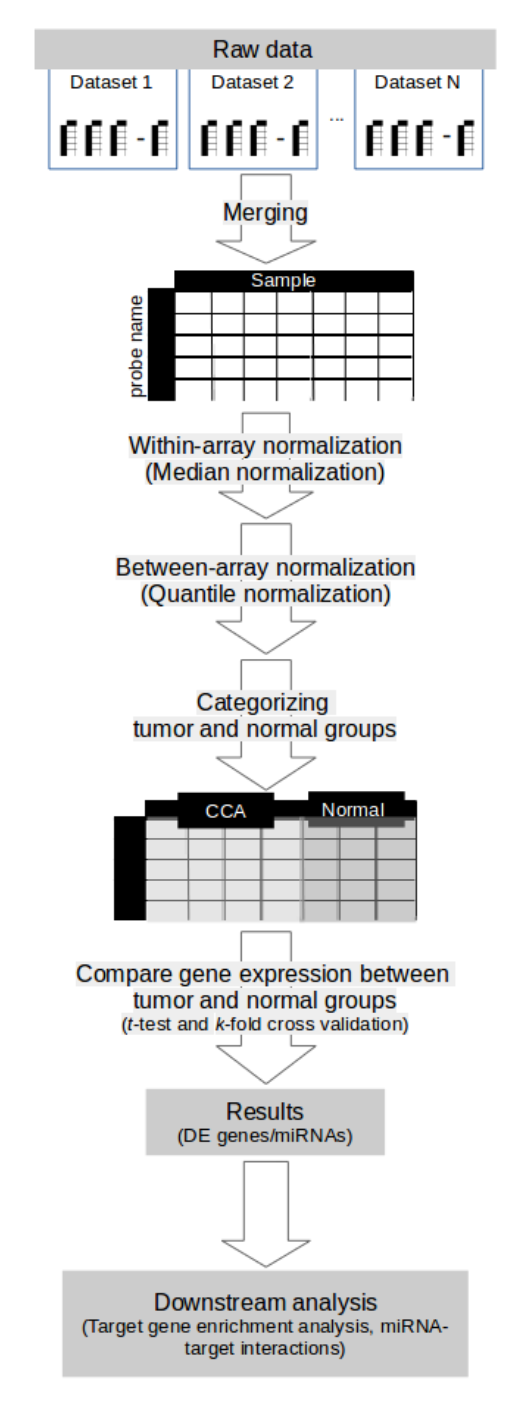 Raw data
Dataset 1
Dataset 2
...
Dataset N
Merging
Sample
probe name
Within-array normalization
(Median normalization)
Between-array normalization
(Quantile normalization)
Categorizing
tumor and normal groups
CCA
Normal
Compare gene expression between
tumor and normal groups
(t-test and k-fold cross validation)
Results
(DE genes/miRNAs)
Downstream analysis
(Target gene enrichment analysis, miRNA-
target interactions)